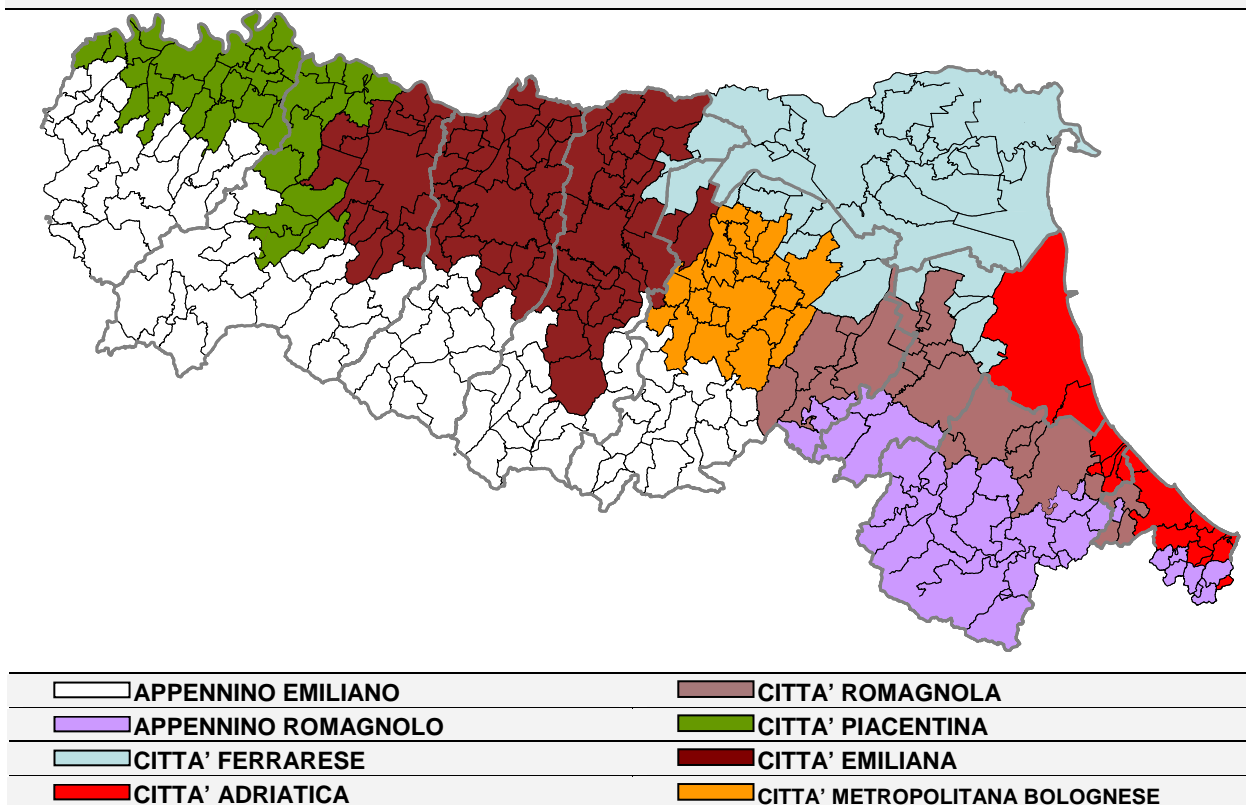 APPENNINO EMILIANO
CITTA’ ROMAGNOLA
APPENNINO ROMAGNOLO
CITTA’ PIACENTINA
CITTA’ FERRARESE
CITTA’ EMILIANA
CITTA’ ADRIATICA
CITTA’ METROPOLITANA BOLOGNESE